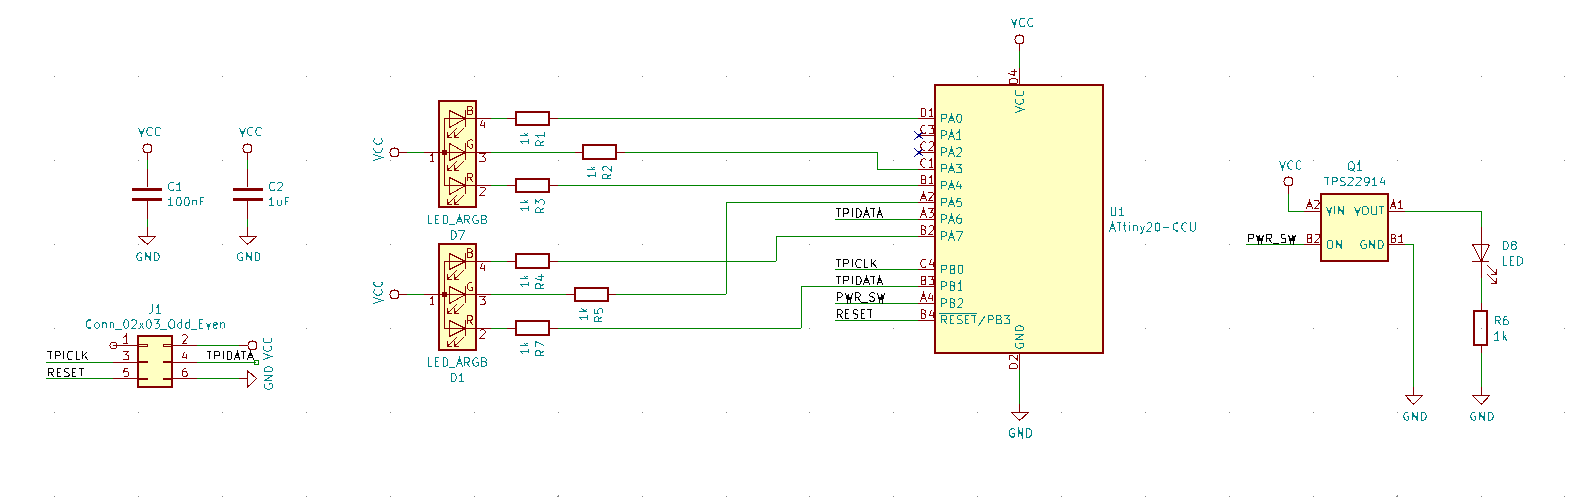 VCC
GND
C1
100nF
VCC
GND
C2
1uF
J1
Conn_02x03_Odd_Even
1
2
VCC
TPICLK
3
4
TPIDATA
RESET
5
6
GND
VCC
1
B
4
G
3
R
2
LED_ARGB
D7
1k
R1
1k
R2
1k
R3
VCC
1
B
4
G
3
R
2
LED_ARGB
D1
1k
R4
1k
R5
1k
R7
VCC
D4
VCC
D1
PA0
C3
PA1
C2
PA2
C1
PA3
B1
PA4
A2
PA5
TPIDATA
A3
PA6
B2
PA7
TPICLK
C4
PB0
TPIDATA
B3
PB1
PWR_SW
A4
PB2
RESET
B4
RESET/PB3
GND
D2
GND
U1
ATtiny20-CCU
Q1
TPS22914
VCC
A2
VIN
VOUT
A1
PWR_SW
B2
ON
GND
B1
GND
D8
LED
R6
1k
GND